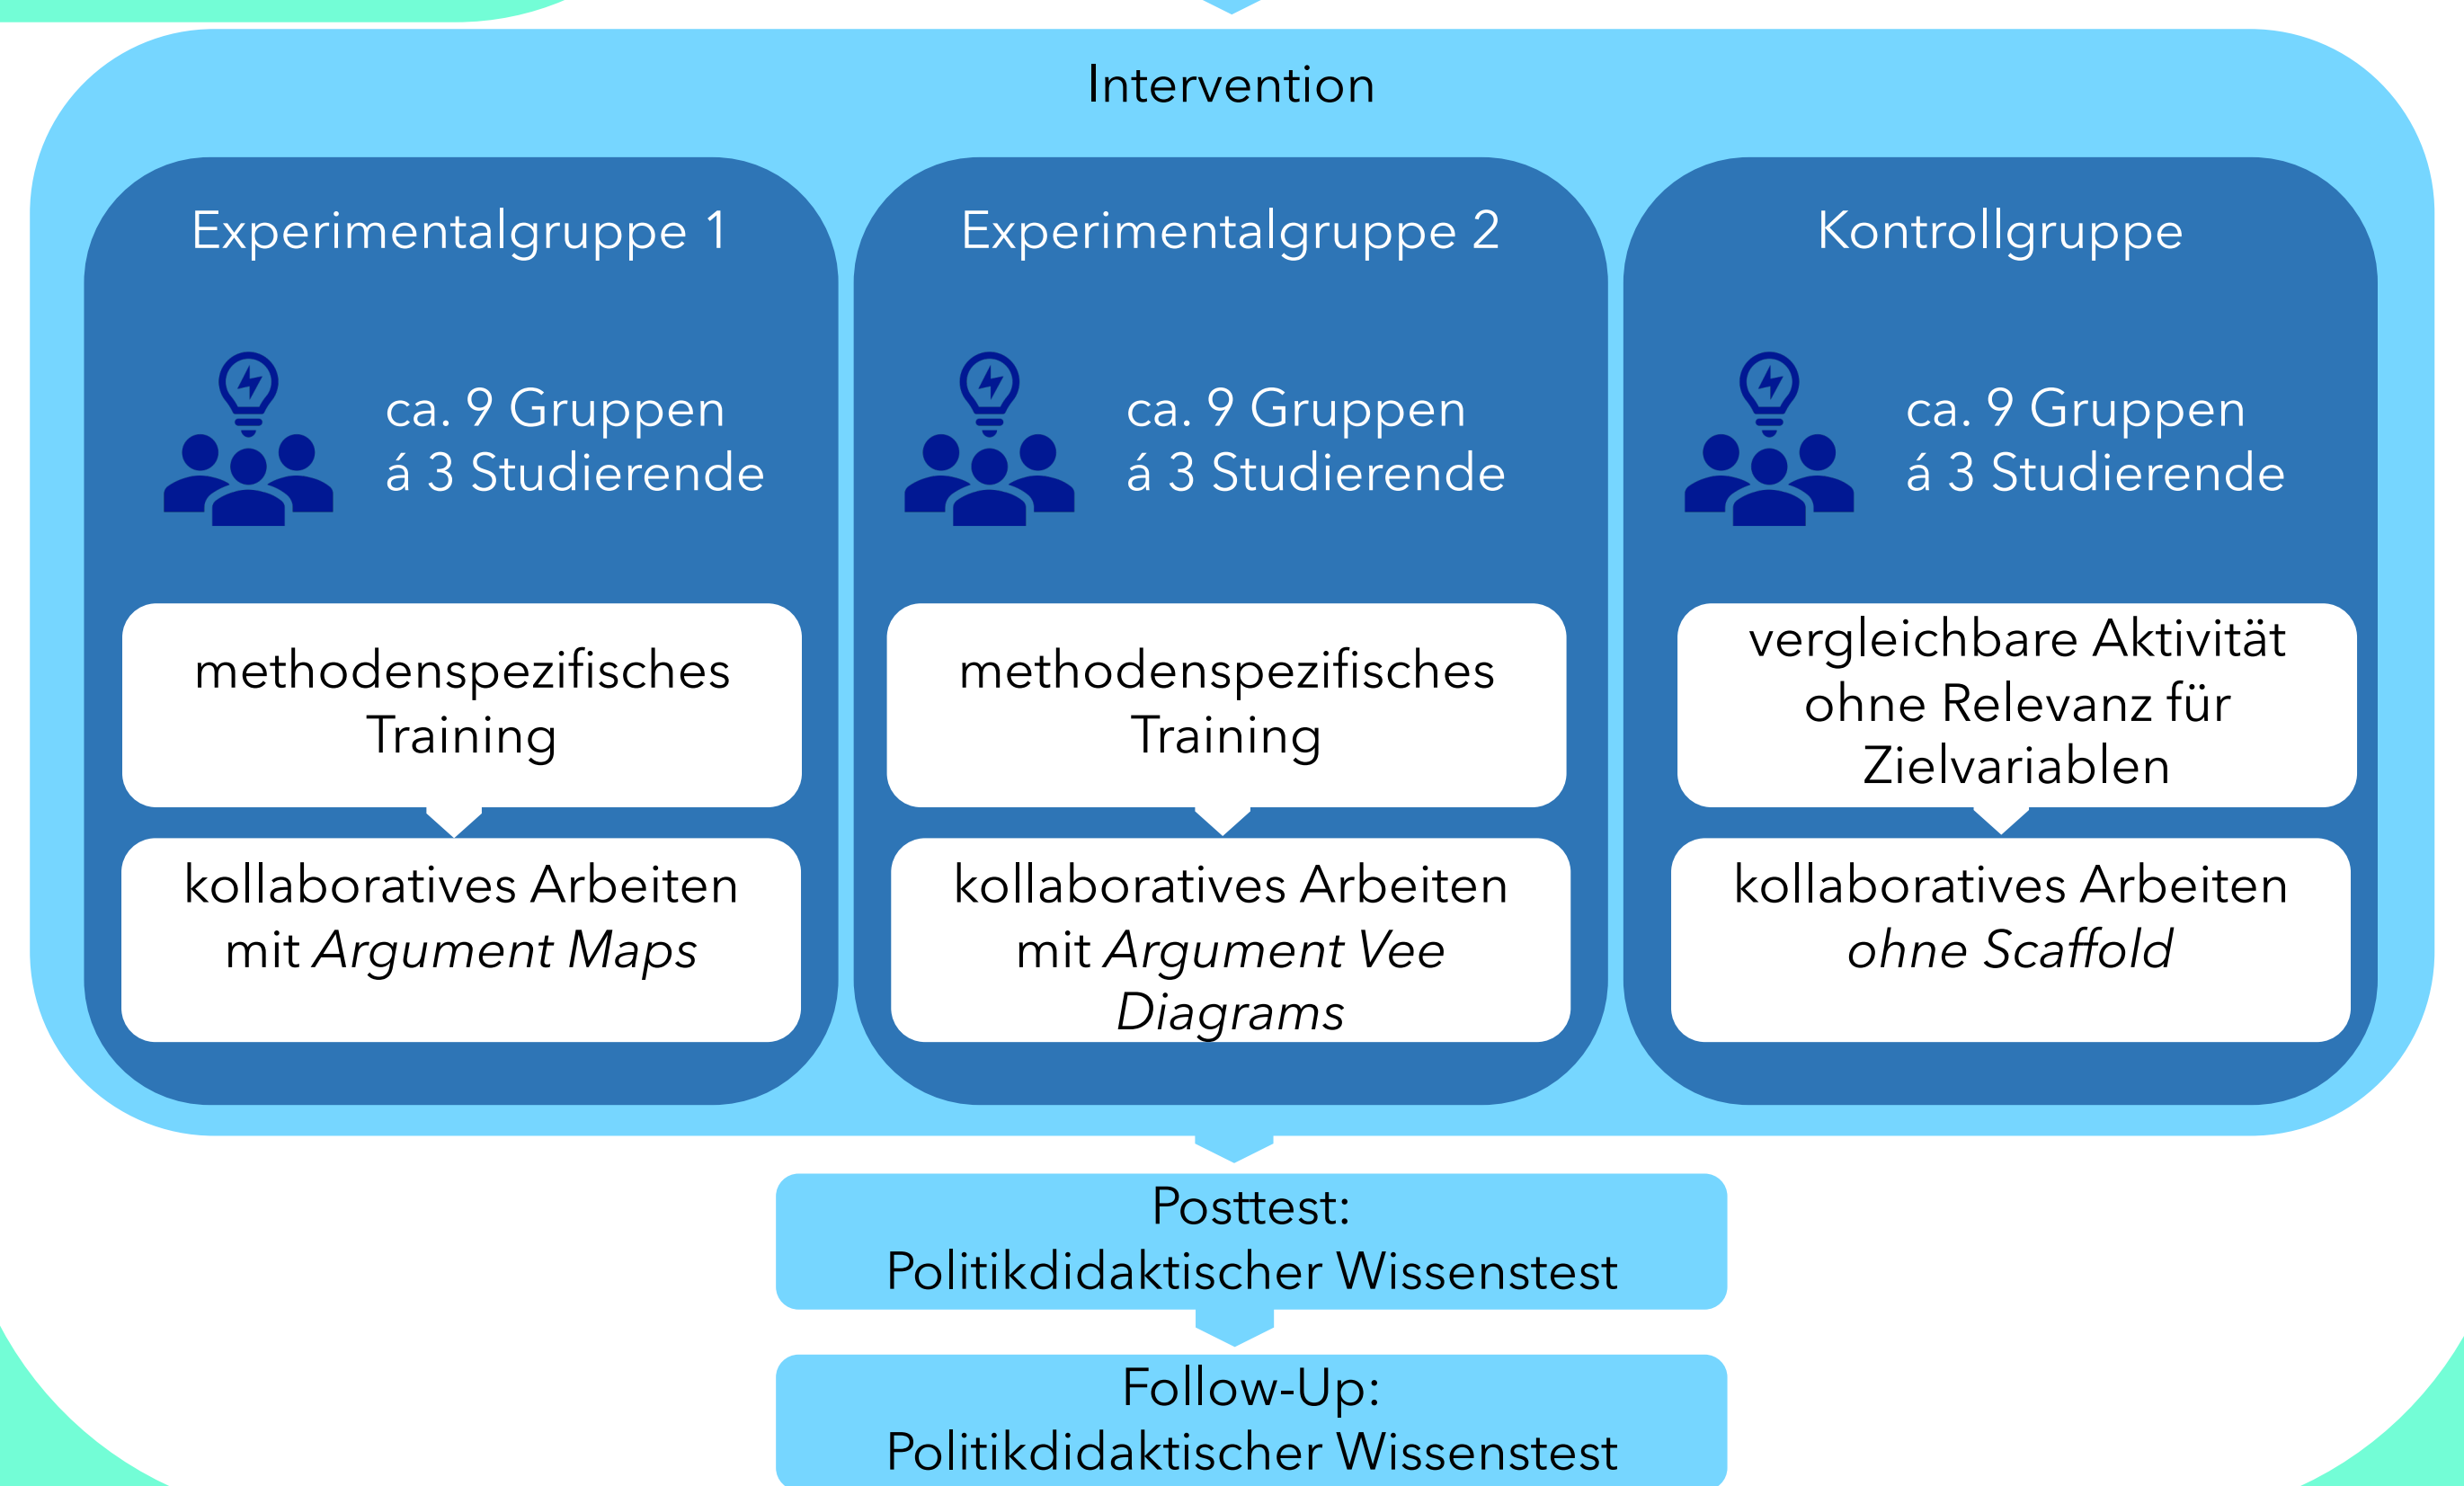 Intervention
Experimentalgruppe 1
ca. 9 Gruppen
á 3 Studierende
methodenspezifisches
Training
kollaboratives Arbeiten
mit Argument Maps
Experimentalgruppe 2
ca. 9 Gruppen
á 3 Studierende
methodenspezifisches
Training
kollaboratives Arbeiten
mit Argument Vee
Diagrams
Kontrollgruppe
ca. 9 Gruppen
á 3 Studierende
vergleichbare Aktivität
ohne Relevanz für
Zielvariablen
kollaboratives Arbeiten
ohne Scaffold
Posttest:
Politikdidaktischer Wissenstest
Follow-Up:
Politikdidaktischer Wissenstest